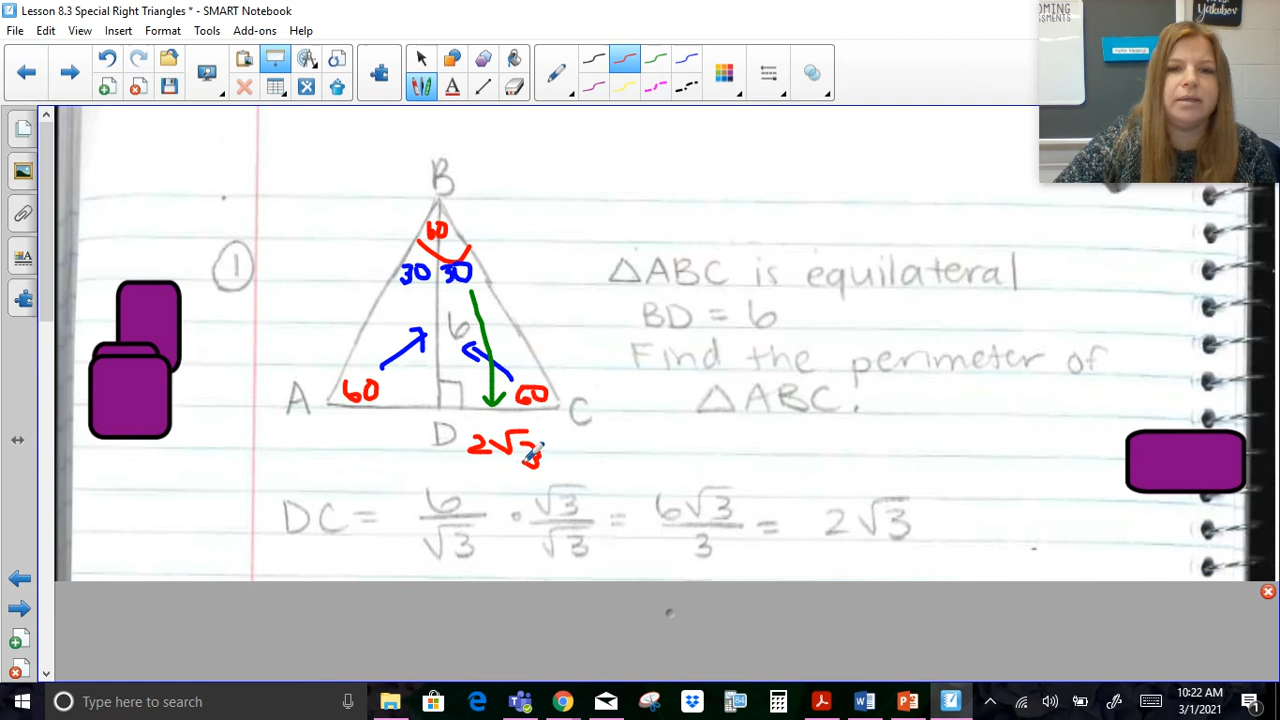 Lesson 8.3 Special Right Triangles * - SMART Notebook
File Edit View Insert Format Tools Add-ons Help
B
60
30 30
6
60 60
A C
D 2√3
①
△ABC is equilateral
BD = 6
Find the perimeter of
△ABC.
DC = 6/√3 • √3/√3 = 6√3/3 = 2√3
Type here to search
10:22 AM
3/1/2021